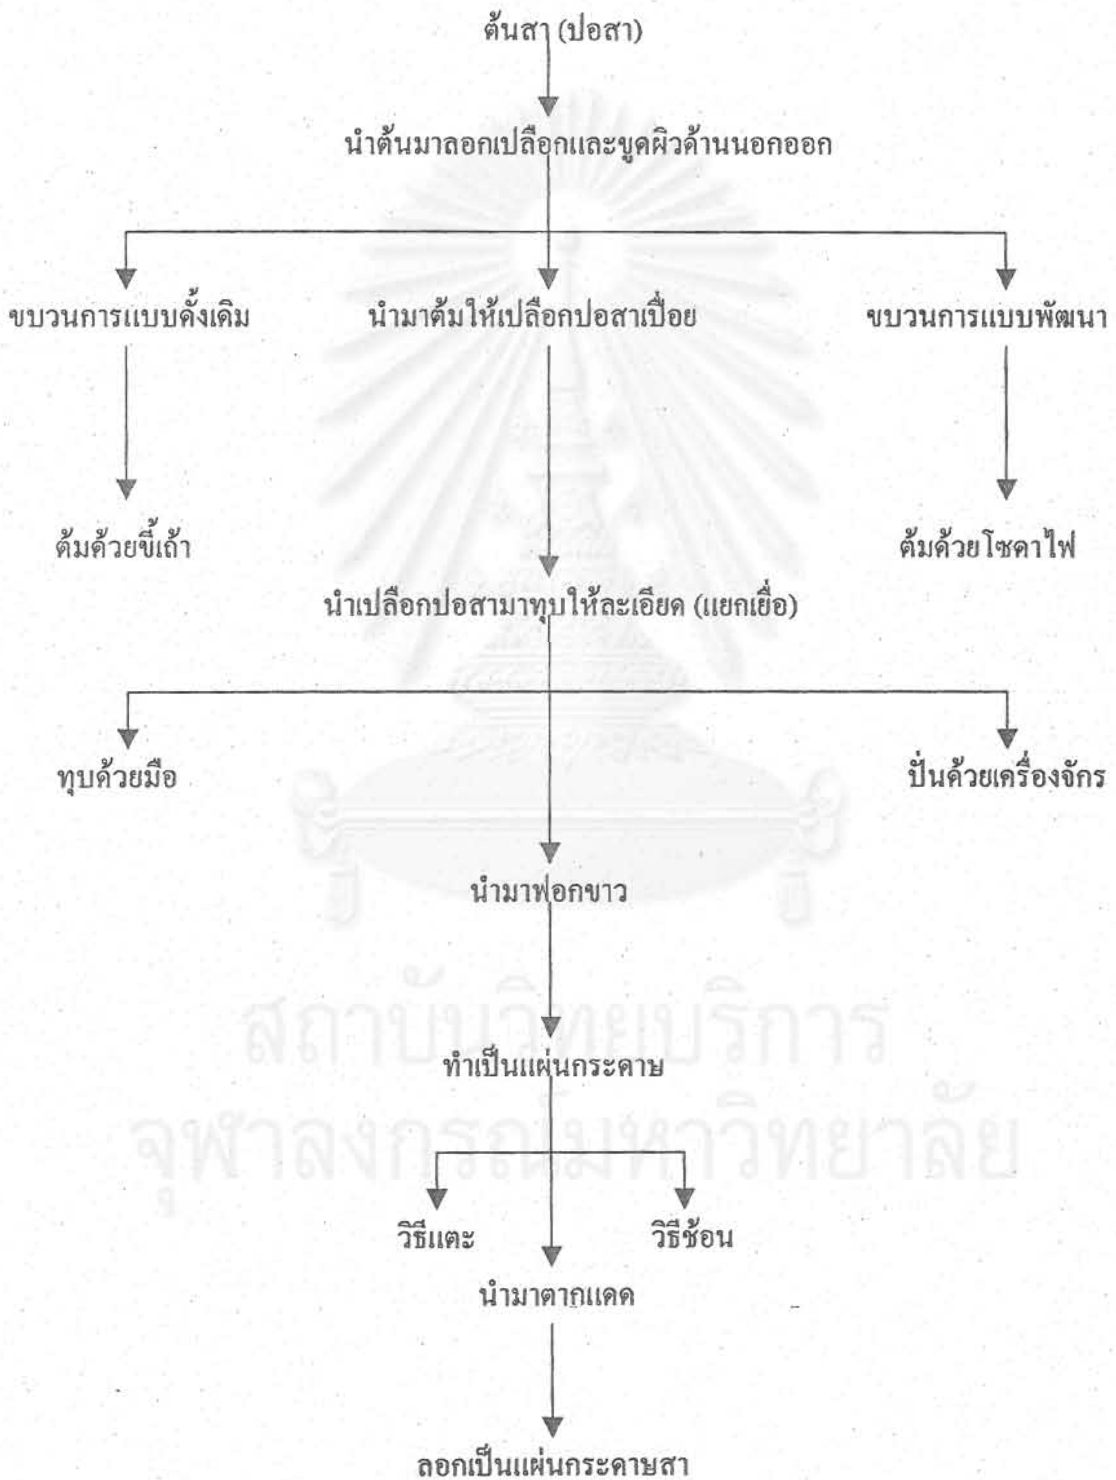 ต้นสา (ปอสา)
นำต้นมาลอกเปลือกและขูดผิวด้านนอกออก
ขบวนการแบบดั้งเดิม
นำมาต้มให้เปลือกปอสาเปื่อย
ขบวนการแบบพัฒนา
ต้มด้วยขี้เถ้า
ต้มด้วยโซดาไฟ
นำเปลือกปอสามาทุบให้ละเอียด (แยกเยื่อ)
ทุบด้วยมือ
ปั่นด้วยเครื่องจักร
นำมาฟอกขาว
สถาบันวิทยบริการ
ทำเป็นแผ่นกระดาษ
จุฬาลงกรณ์มหาวิทยาลัย
วิธีแตะ
วิธีช้อน
นำมาตากแดด
ลอกเป็นแผ่นกระดาษสา